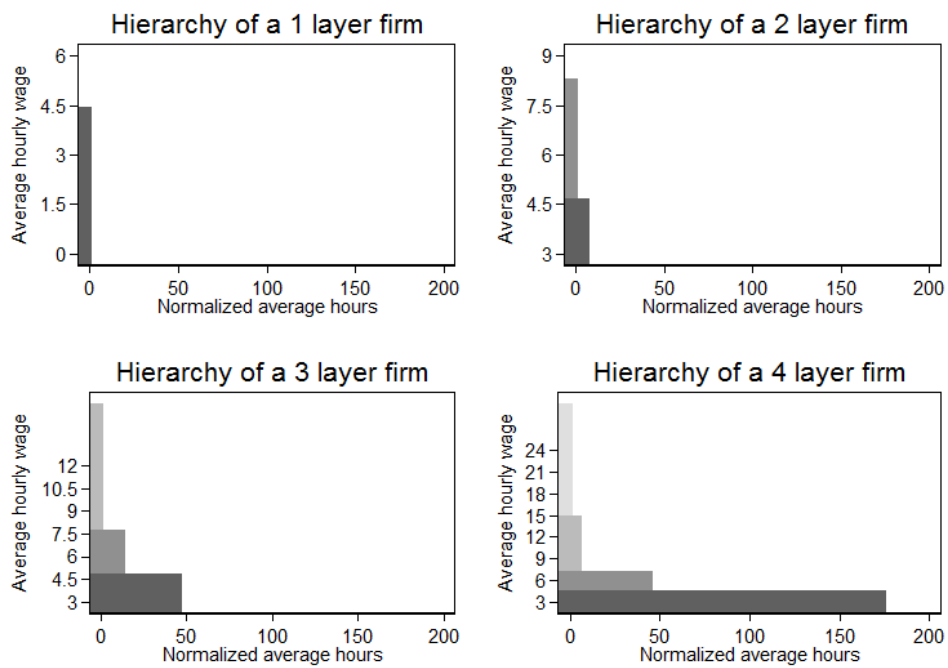 Hierarchy of a 1 layer firm
Average hourly wage
6
4.5
3
1.5
0
0 50 100 150 200
Normalized average hours
Hierarchy of a 2 layer firm
Average hourly wage
9
7.5
6
4.5
3
0 50 100 150 200
Normalized average hours
Hierarchy of a 3 layer firm
Average hourly wage
12
10.5
9
7.5
6
4.5
3
0 50 100 150 200
Normalized average hours
Hierarchy of a 4 layer firm
Average hourly wage
24
21
18
15
12
9
6
3
0 50 100 150 200
Normalized average hours